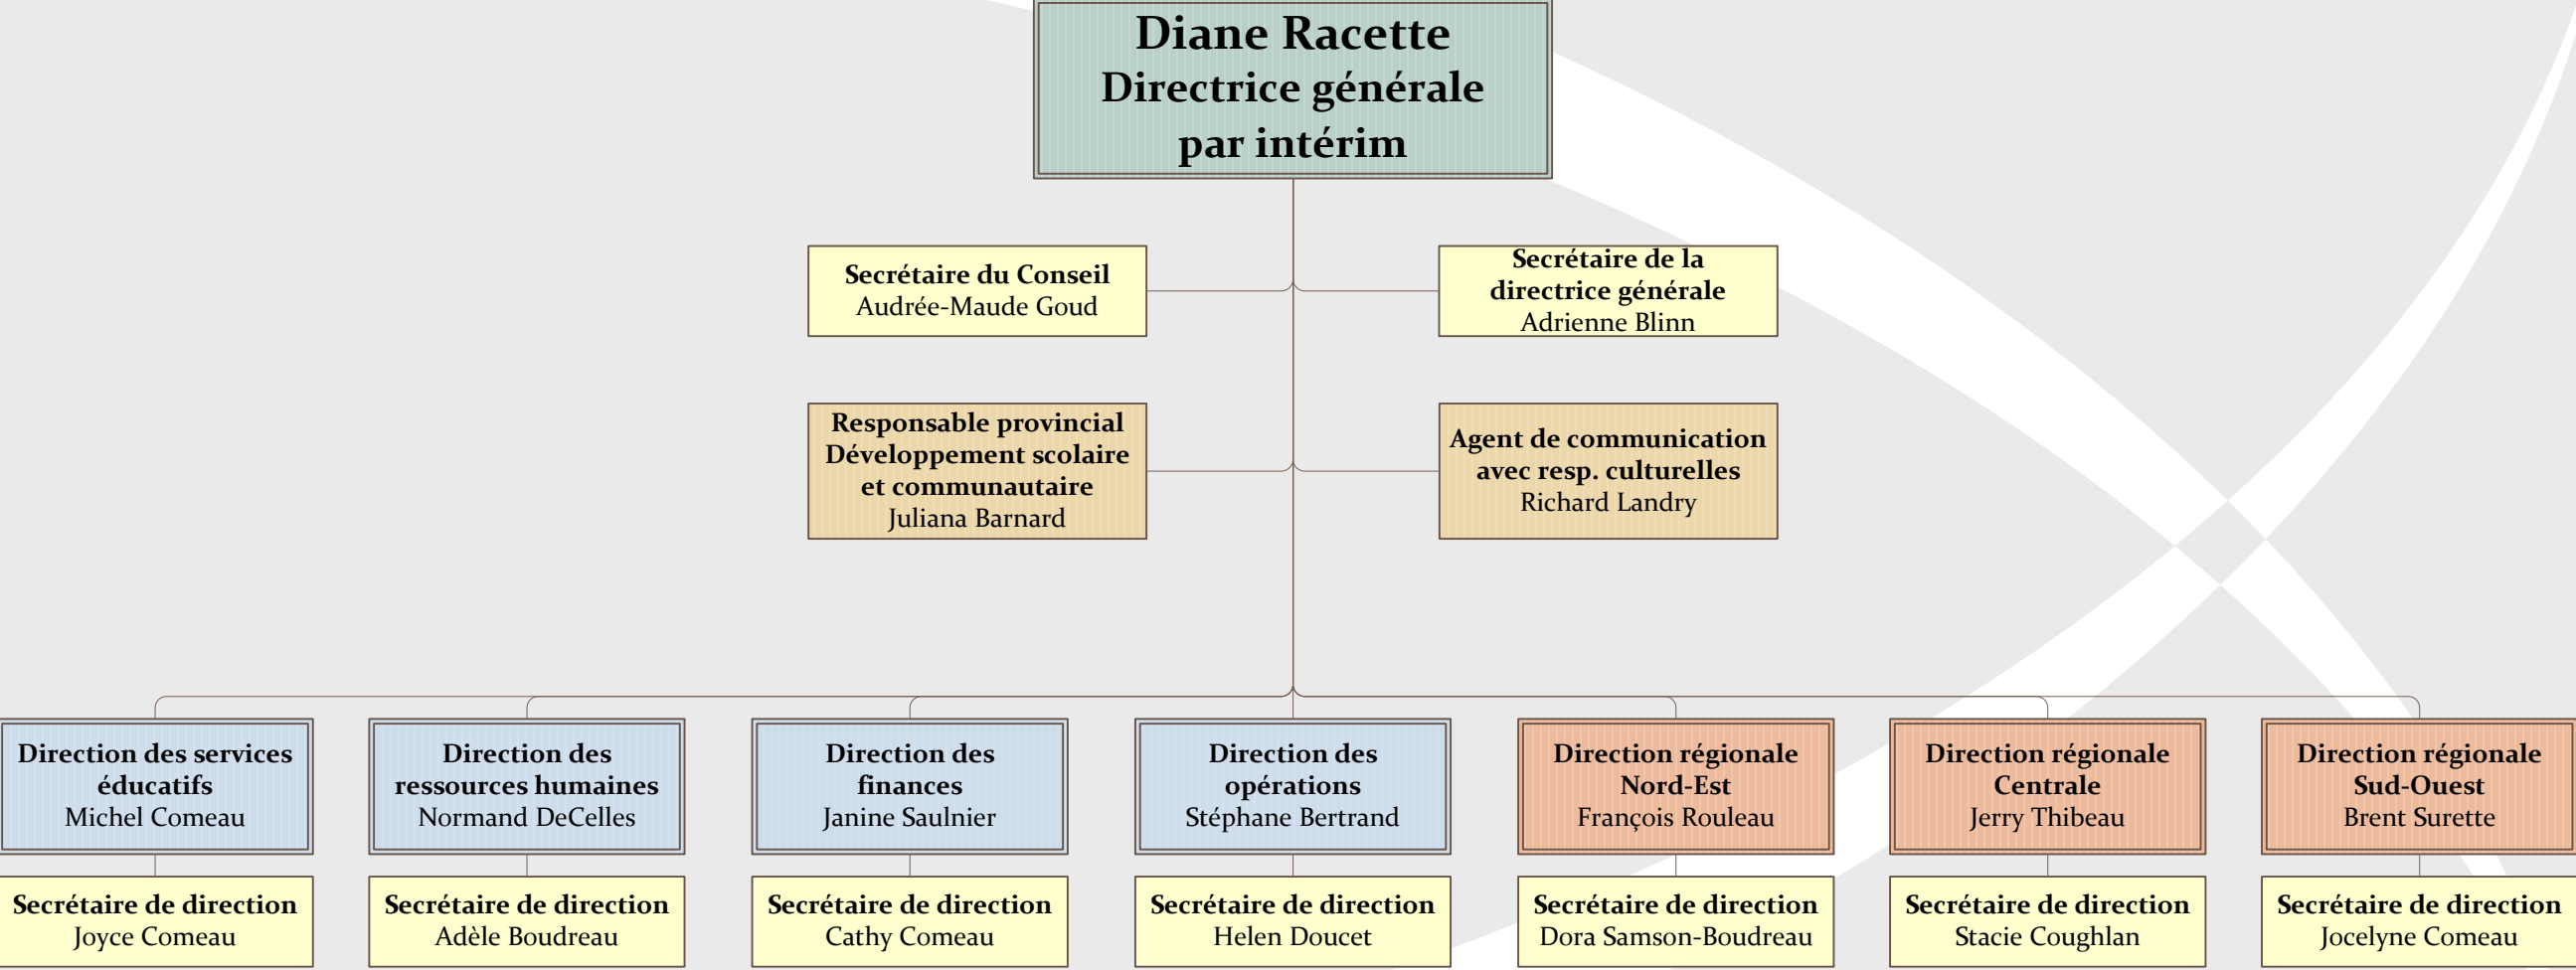 Diane Racette
Directrice générale
par intérim
Secrétaire du Conseil
Audrée-Maude Goud
Secrétaire de la
directrice générale
Adrienne Blinn
Responsable provincial
Développement scolaire
et communautaire
Juliana Barnard
Agent de communication
avec resp. culturelles
Richard Landry
Direction des services
éducatifs
Michel Comeau
Direction des
ressources humaines
Normand DeCelles
Direction des
finances
Janine Saulnier
Direction des
opérations
Stéphane Bertrand
Direction régionale
Nord-Est
François Rouleau
Direction régionale
Centrale
Jerry Thibeau
Direction régionale
Sud-Ouest
Brent Surette
Secrétaire de direction
Joyce Comeau
Secrétaire de direction
Adèle Boudreau
Secrétaire de direction
Cathy Comeau
Secrétaire de direction
Helen Doucet
Secrétaire de direction
Dora Samson-Boudreau
Secrétaire de direction
Stacie Coughlan
Secrétaire de direction
Jocelyne Comeau